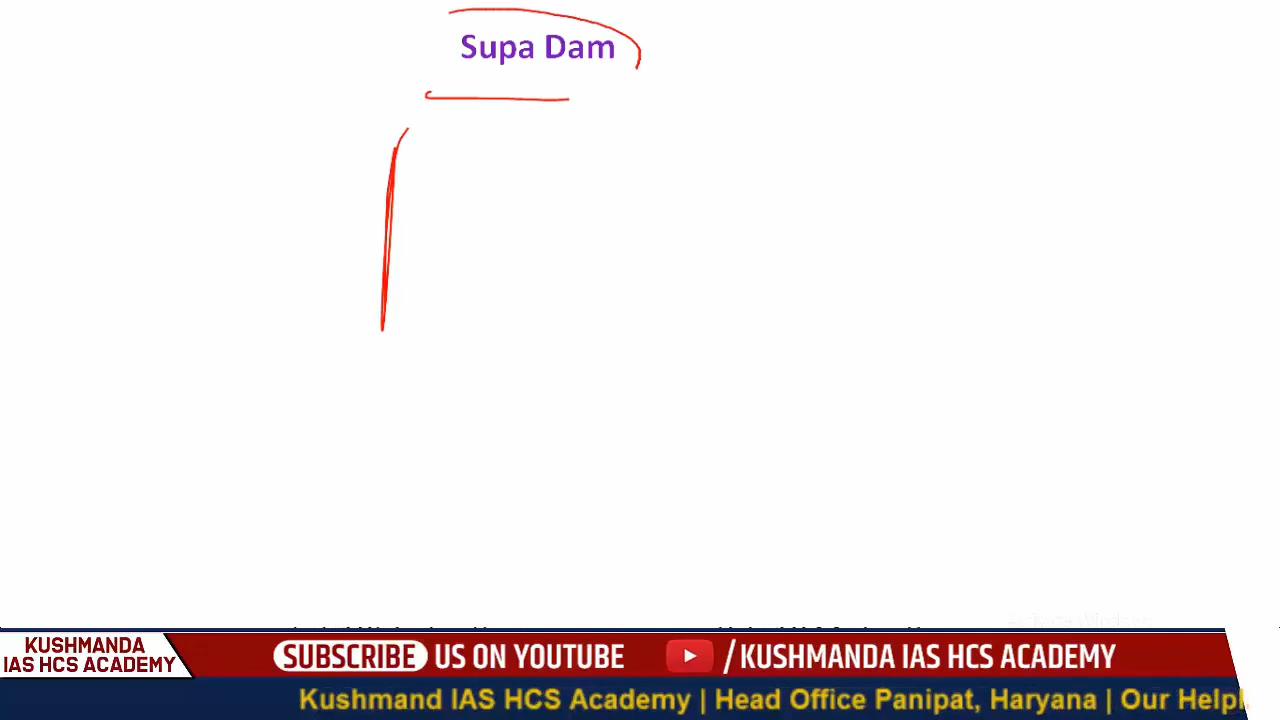 Supa Dam
KUSHMANDA
IAS HCS ACADEMY
SUBSCRIBE US ON YOUTUBE /KUSHMANDA IAS HCS ACADEMY
Kushmand IAS HCS Academy | Head Office Panipat, Haryana | Our Helpl